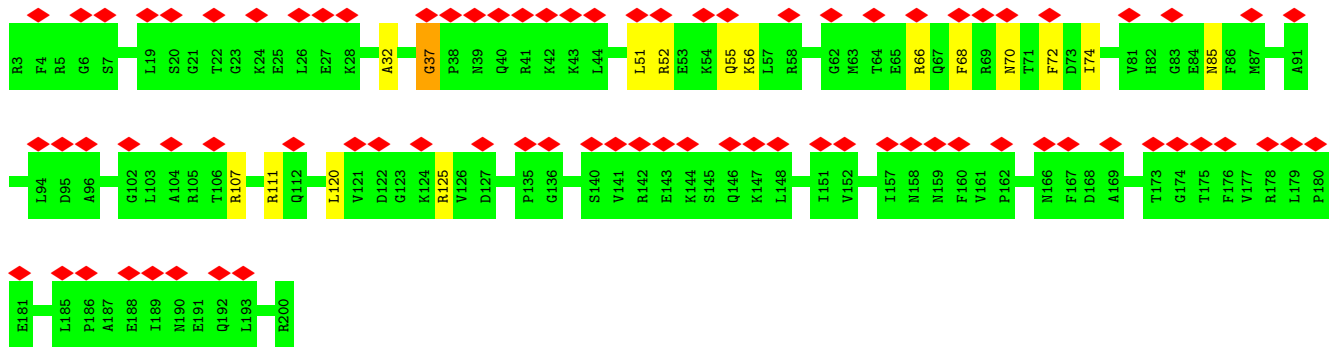 R3 F4 R5 G6 S7 L19 S20 G21 T22 G23 K24 E25 L26 E27 K28 A32 G37 P38 N39 Q40 R41 K42 K43 L44 L51 R52 E53 K54 Q55 K56 L57 R58 G62 M63 T64 E65 R66 Q67 F68 R69 N70 T71 F72 D73 I74 V81 H82 G83 E84 N85 F86 M87 A91
L94 D95 A96 G102 L103 A104 R105 T106 R107 R111 Q112 L120 V121 D122 G123 K124 R125 V126 D127 P135 G136 S140 V141 R142 E143 K144 S145 Q146 K147 L148 I151 V152 I157 N158 N159 F160 V161 P162 N166 F167 D168 A169 T173 G174 T175 F176 V177 R178 L179 P180
E181 L185 P186 A187 E188 I189 N190 E191 Q192 L193 R200